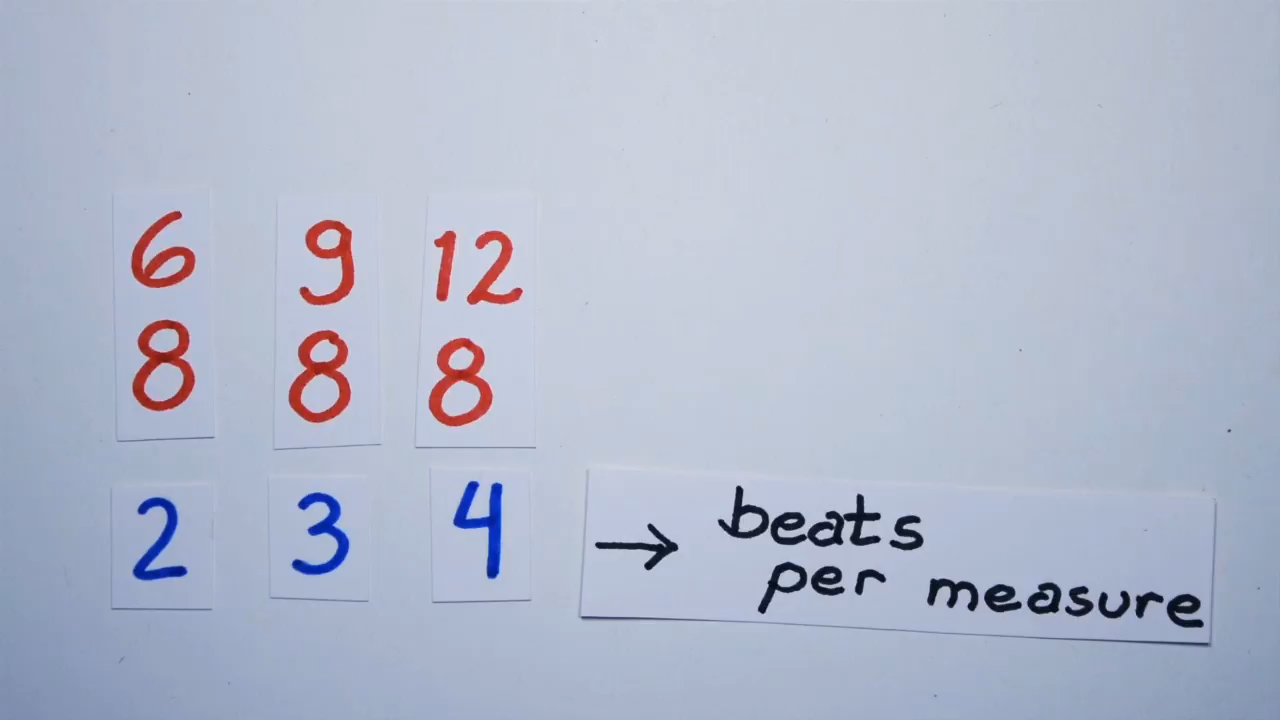 6 9 12
8 8 8
2 3 4 → beats
per measure